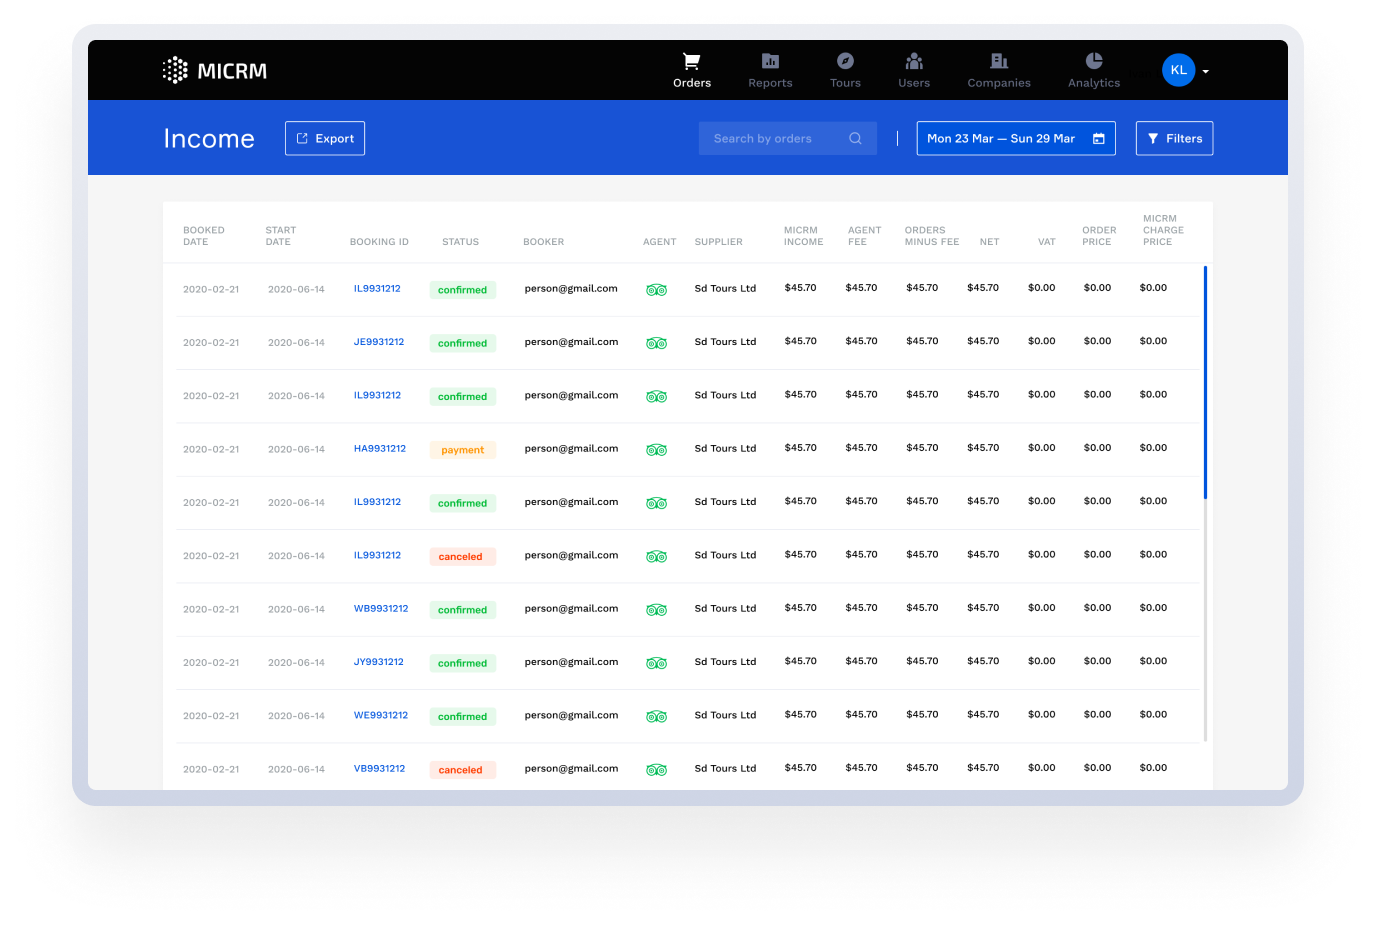 MICRM
Orders
Reports
Tours
Users
Companies
Analytics
KL
Income
Export
Search by orders
Mon 23 Mar — Sun 29 Mar
Filters
BOOKED DATE
START DATE
BOOKING ID
STATUS
BOOKER
AGENT
SUPPLIER
MICRM INCOME
AGENT FEE
ORDERS MINUS FEE
NET
VAT
ORDER PRICE
MICRM CHARGE PRICE
2020-02-21 2020-06-14 IL9931212 confirmed person@gmail.com Sd Tours Ltd $45.70 $45.70 $45.70 $45.70 $0.00 $0.00 $0.00
2020-02-21 2020-06-14 JE9931212 confirmed person@gmail.com Sd Tours Ltd $45.70 $45.70 $45.70 $45.70 $0.00 $0.00 $0.00
2020-02-21 2020-06-14 IL9931212 confirmed person@gmail.com Sd Tours Ltd $45.70 $45.70 $45.70 $45.70 $0.00 $0.00 $0.00
2020-02-21 2020-06-14 HA9931212 payment person@gmail.com Sd Tours Ltd $45.70 $45.70 $45.70 $45.70 $0.00 $0.00 $0.00
2020-02-21 2020-06-14 IL9931212 confirmed person@gmail.com Sd Tours Ltd $45.70 $45.70 $45.70 $45.70 $0.00 $0.00 $0.00
2020-02-21 2020-06-14 IL9931212 canceled person@gmail.com Sd Tours Ltd $45.70 $45.70 $45.70 $45.70 $0.00 $0.00 $0.00
2020-02-21 2020-06-14 WB9931212 confirmed person@gmail.com Sd Tours Ltd $45.70 $45.70 $45.70 $45.70 $0.00 $0.00 $0.00
2020-02-21 2020-06-14 JY9931212 confirmed person@gmail.com Sd Tours Ltd $45.70 $45.70 $45.70 $45.70 $0.00 $0.00 $0.00
2020-02-21 2020-06-14 WE9931212 confirmed person@gmail.com Sd Tours Ltd $45.70 $45.70 $45.70 $45.70 $0.00 $0.00 $0.00
2020-02-21 2020-06-14 VB9931212 canceled person@gmail.com Sd Tours Ltd $45.70 $45.70 $45.70 $45.70 $0.00 $0.00 $0.00